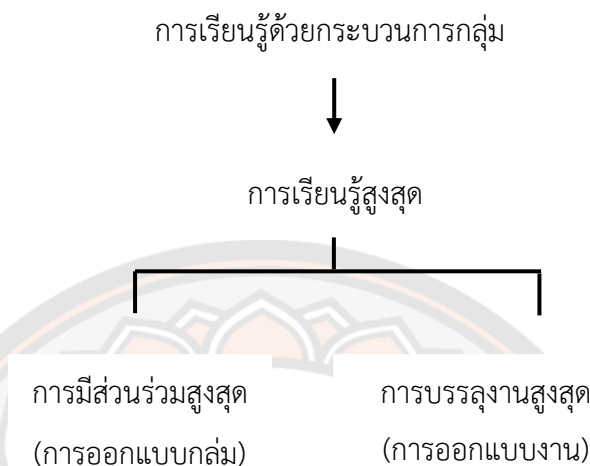 การเรียนรู้ด้วยกระบวนการกลุ่ม
การเรียนรู้สูงสุด
การมีส่วนร่วมสูงสุด
(การออกแบบกลุ่ม)
การบรรลุงานสูงสุด
(การออกแบบงาน)